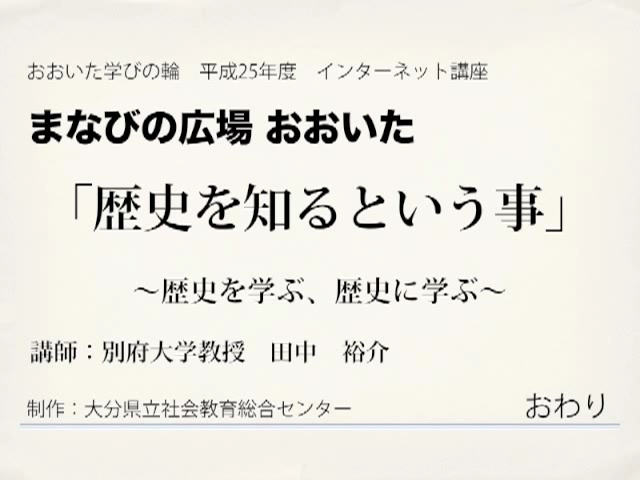 おおいた学びの輪　平成25年度　インターネット講座
まなびの広場 おおいた
「歴史を知るという事」
～歴史を学ぶ、歴史に学ぶ～
講師：別府大学教授　田中　裕介
制作：大分県立社会教育総合センター
おわり